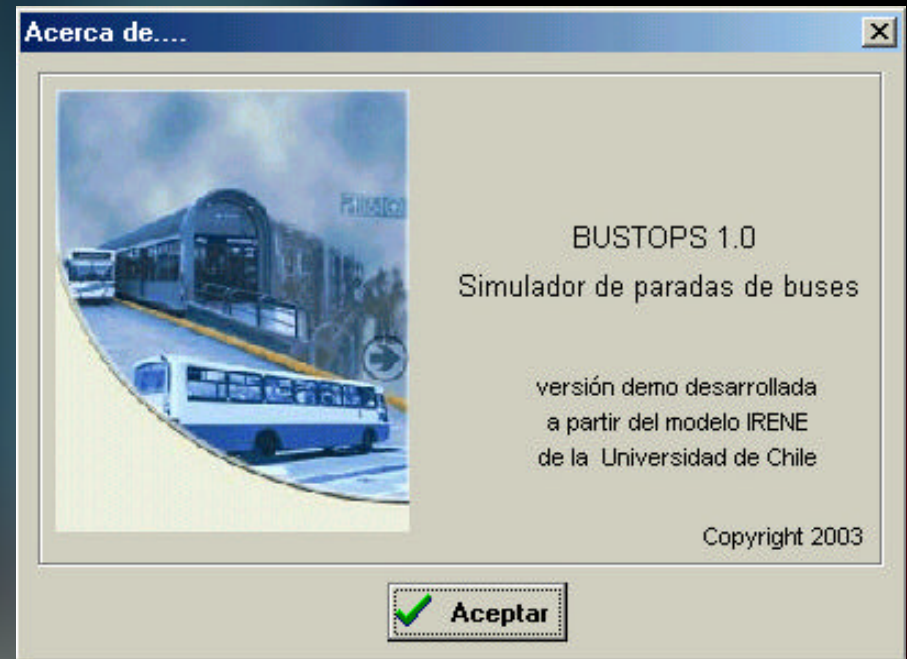 Acerca de....
BUSTOPS 1.0
Simulador de paradas de buses
versión demo desarrollada
a partir del modelo IRENE
de la Universidad de Chile
Copyright 2003
Aceptar